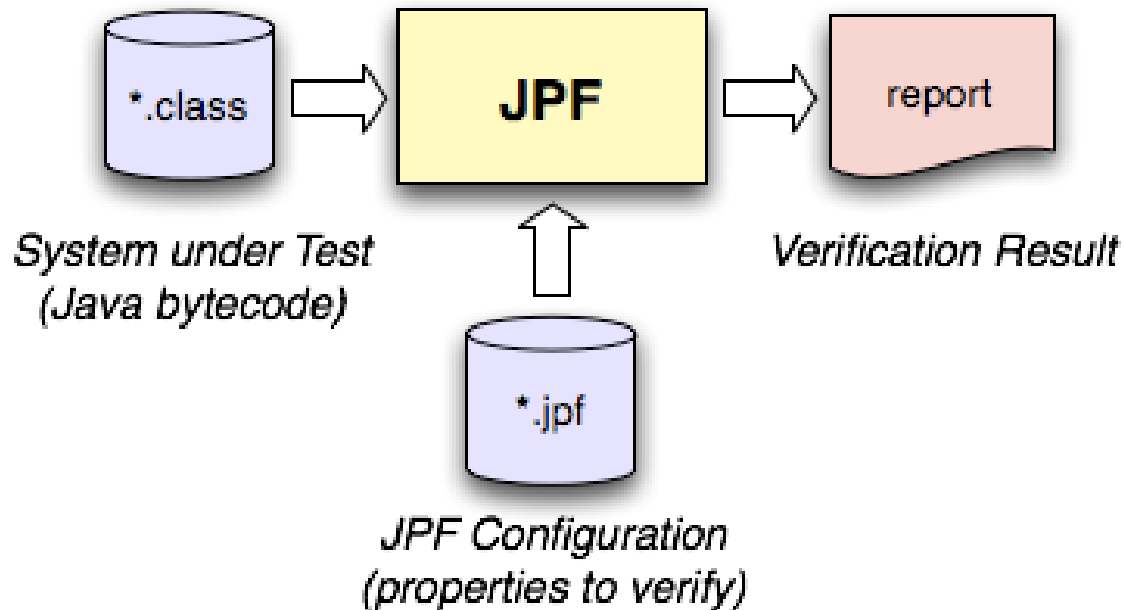 *.class
JPF
report
System under Test
(Java bytecode)
Verification Result
*.jpf
JPF Configuration
(properties to verify)